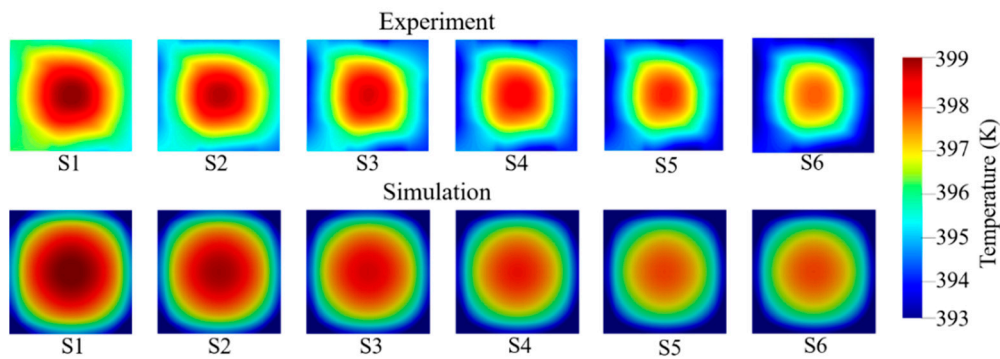 Experiment
S1 S2 S3 S4 S5 S6
Simulation
S1 S2 S3 S4 S5 S6
399
398
397
396
395
394
393
Temperature (K)